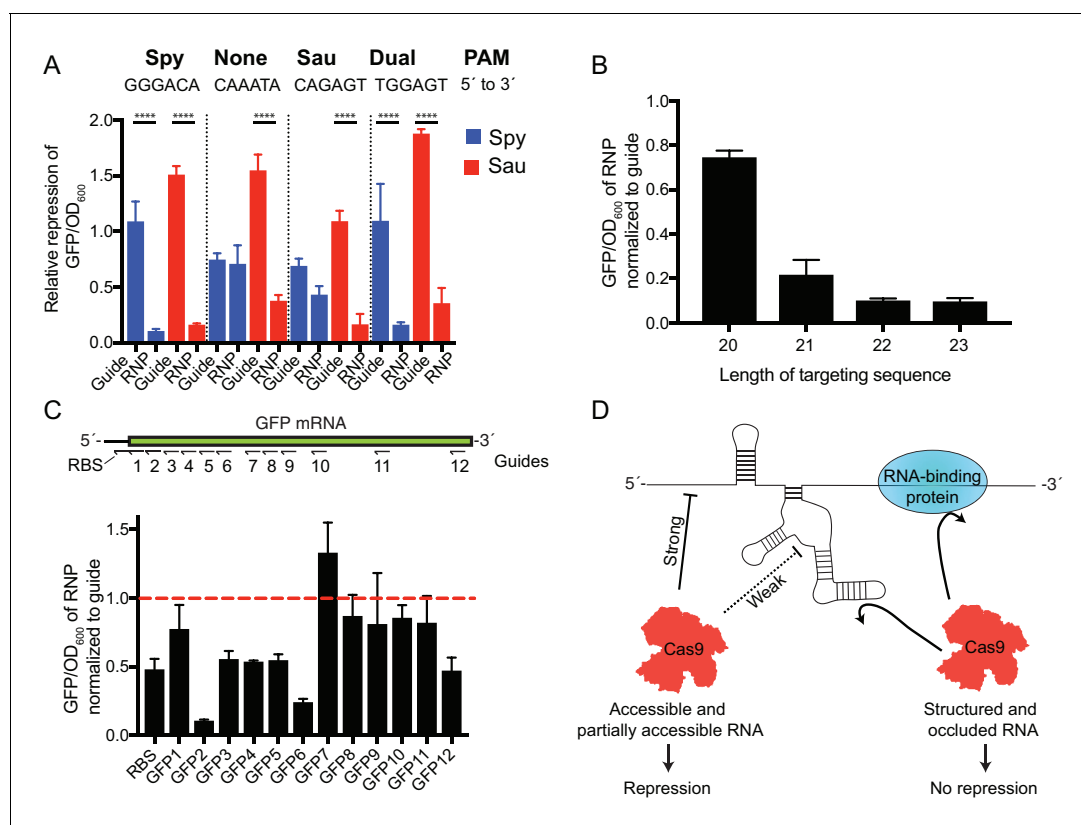 A
Spy None Sau Dual PAM
GGGACA CAAATA CAGAGT TGGAGT 5´ to 3´
**** **** **** **** **** ****
Relative repression of
GFP/OD600
2.0
1.5
1.0
0.5
0.0
Spy
Sau
Guide RNP Guide RNP Guide RNP Guide RNP Guide RNP Guide RNP Guide RNP Guide RNP
B
GFP/OD600 of RNP
normalized to guide
1.0
0.8
0.6
0.4
0.2
0.0
20 21 22 23
Length of targeting sequence
C
GFP mRNA
5´- -3´
RBS 1 2 3 4 5 6 7 8 9 10 11 12 Guides
GFP/OD600 of RNP
normalized to guide
1.5
1.0
0.5
0.0
RBS GFP1 GFP2 GFP3 GFP4 GFP5 GFP6 GFP7 GFP8 GFP9 GFP10 GFP11 GFP12
D
5´- -3´
RNA-binding
protein
Strong
Weak
Cas9 Cas9
Accessible and
partially accessible RNA
Repression
Structured and
occluded RNA
No repression